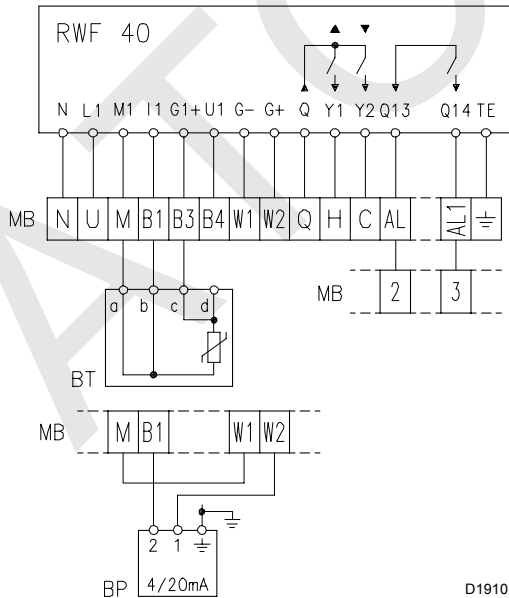 RWF 40
N L1 M1 I1 G1+ U1 G- G+ Q Y1 Y2 Q13 Q14 TE
MB N U M B1 B3 B4 W1 W2 Q H C AL AL1
MB 2 3
a b c d
BT
MB M B1 W1 W2
2 1
BP 4/20mA
D1910